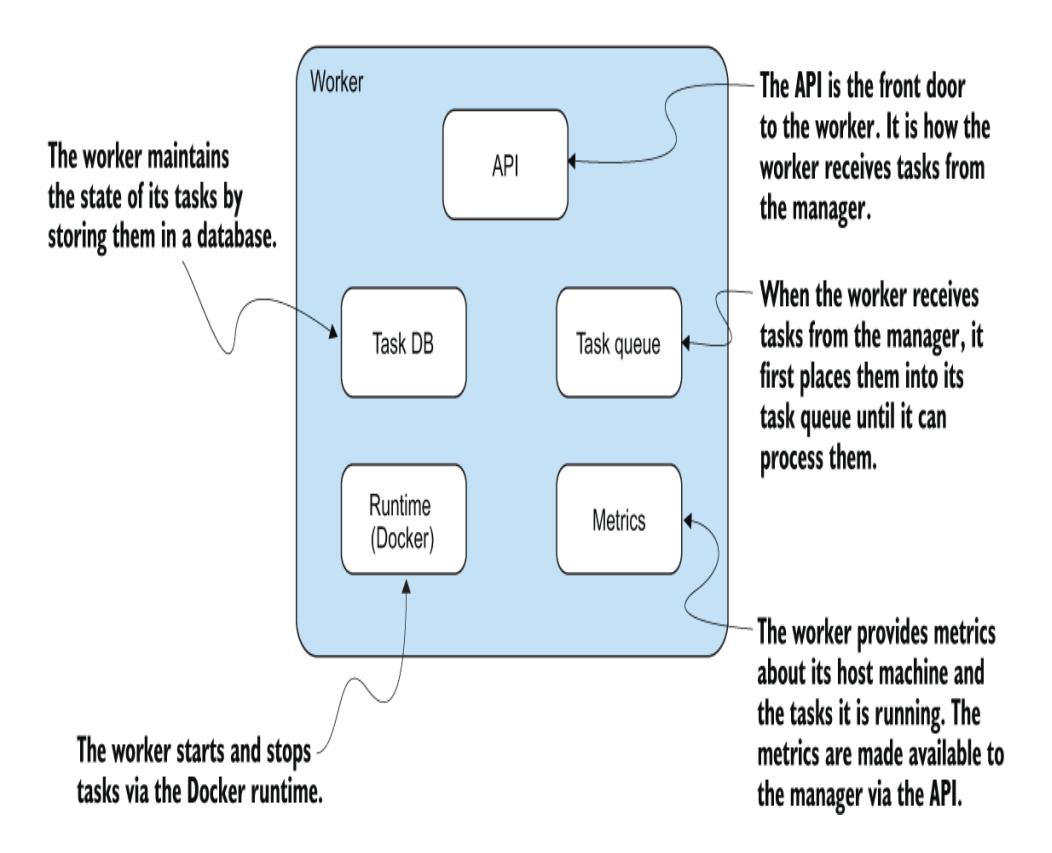 Worker
API
The API is the front door
to the worker. It is how the
worker receives tasks from
the manager.
The worker maintains
the state of its tasks by
storing them in a database.
Task DB
Task queue
When the worker receives
tasks from the manager, it
first places them into its
task queue until it can
process them.
Runtime
(Docker)
Metrics
The worker provides metrics
about its host machine and
the tasks it is running. The
metrics are made available to
the manager via the API.
The worker starts and stops
tasks via the Docker runtime.